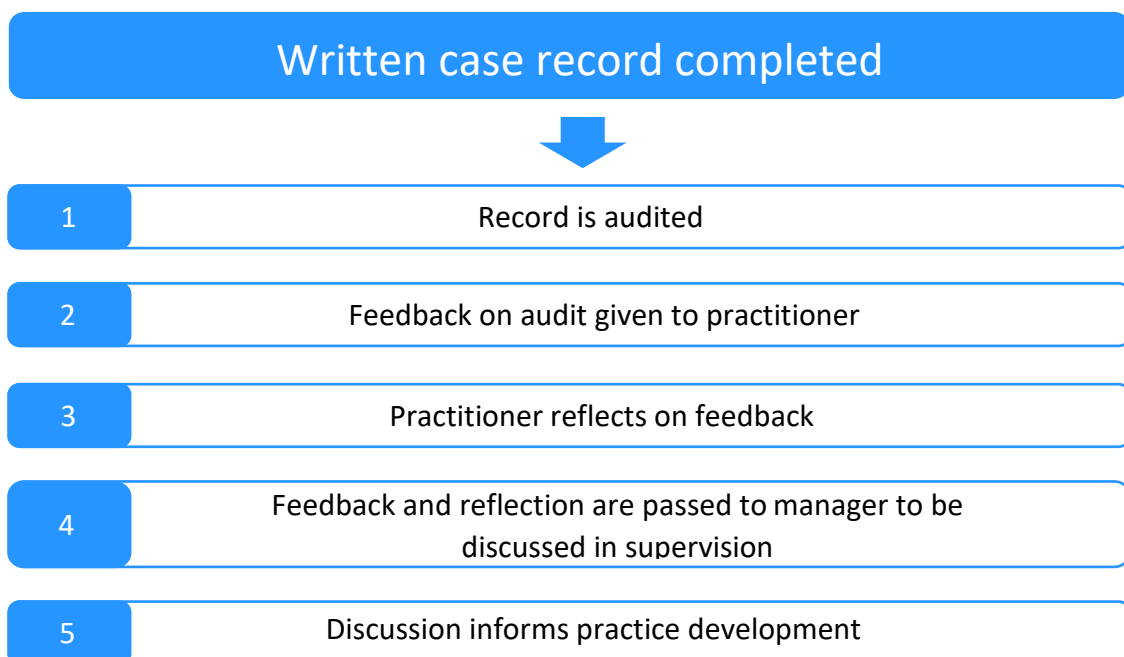 Written case record completed
1
Record is audited
2
Feedback on audit given to practitioner
3
Practitioner reflects on feedback
4
Feedback and reflection are passed to manager to be
discussed in supervision
5
Discussion informs practice development